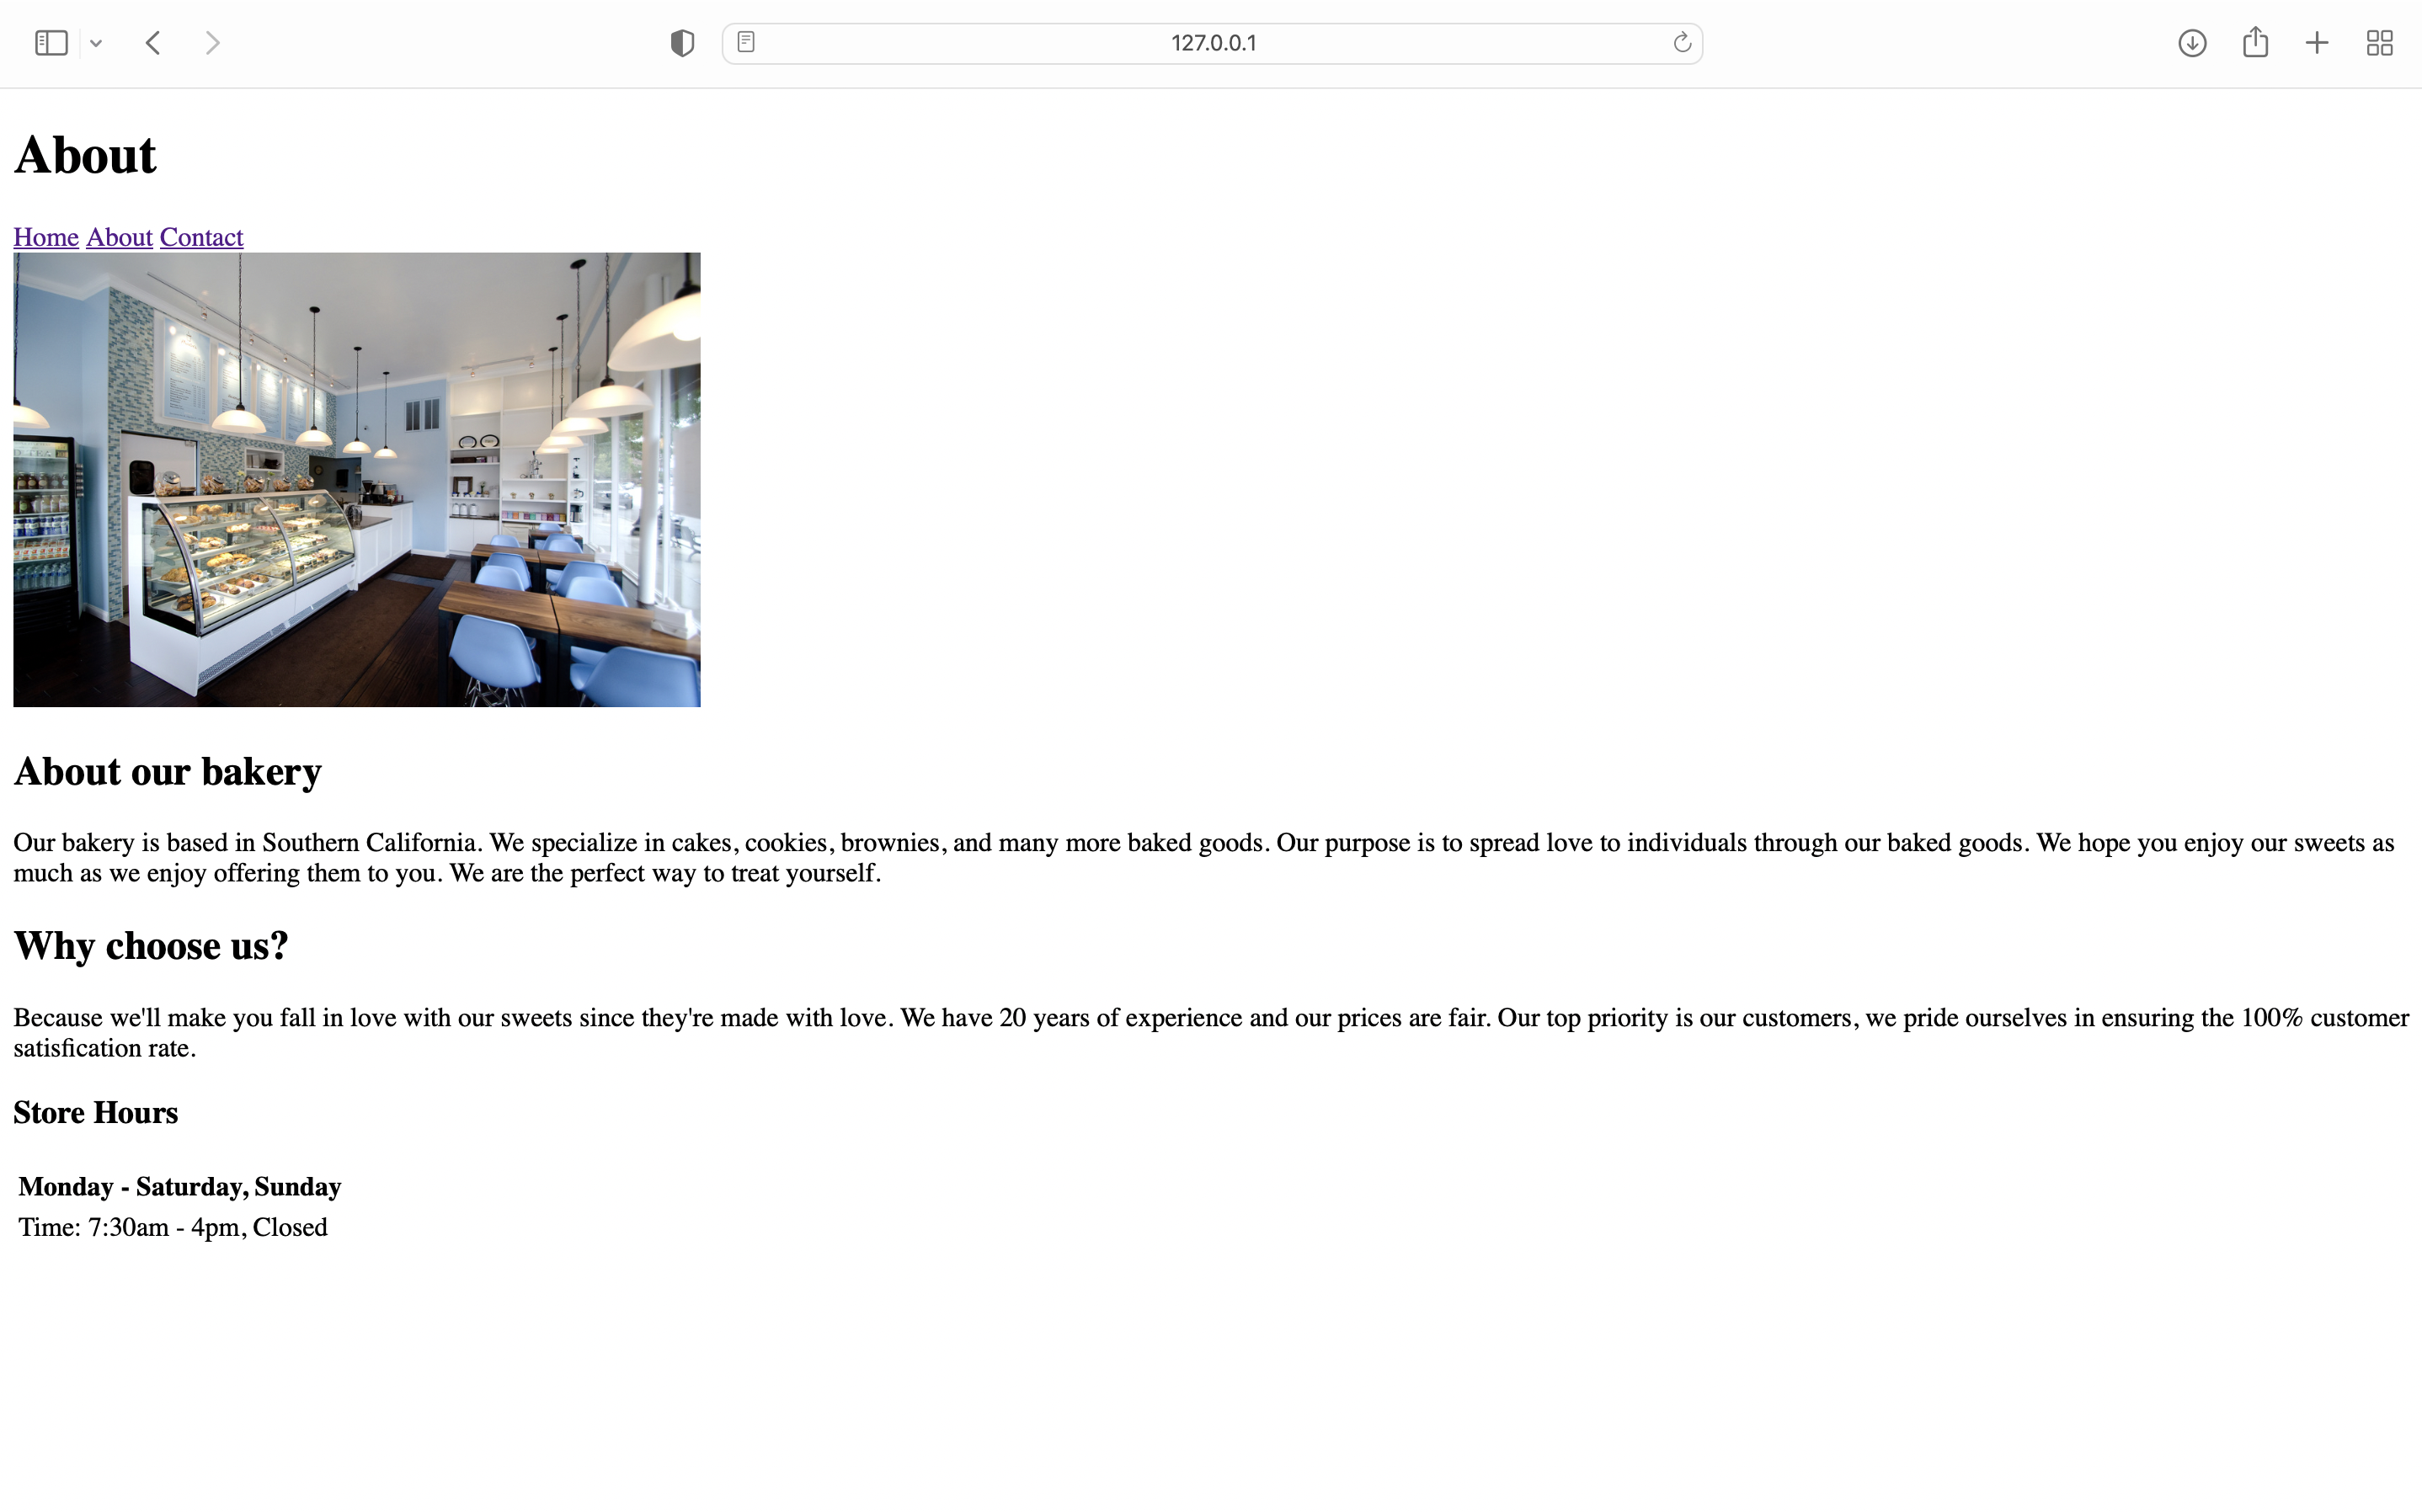 127.0.0.1
About
Home About Contact
About our bakery
Our bakery is based in Southern California. We specialize in cakes, cookies, brownies, and many more baked goods. Our purpose is to spread love to individuals through our baked goods. We hope you enjoy our sweets as
much as we enjoy offering them to you. We are the perfect way to treat yourself.
Why choose us?
Because we'll make you fall in love with our sweets since they're made with love. We have 20 years of experience and our prices are fair. Our top priority is our customers, we pride ourselves in ensuring the 100% customer
satisfication rate.
Store Hours
Monday - Saturday, Sunday
Time: 7:30am - 4pm, Closed